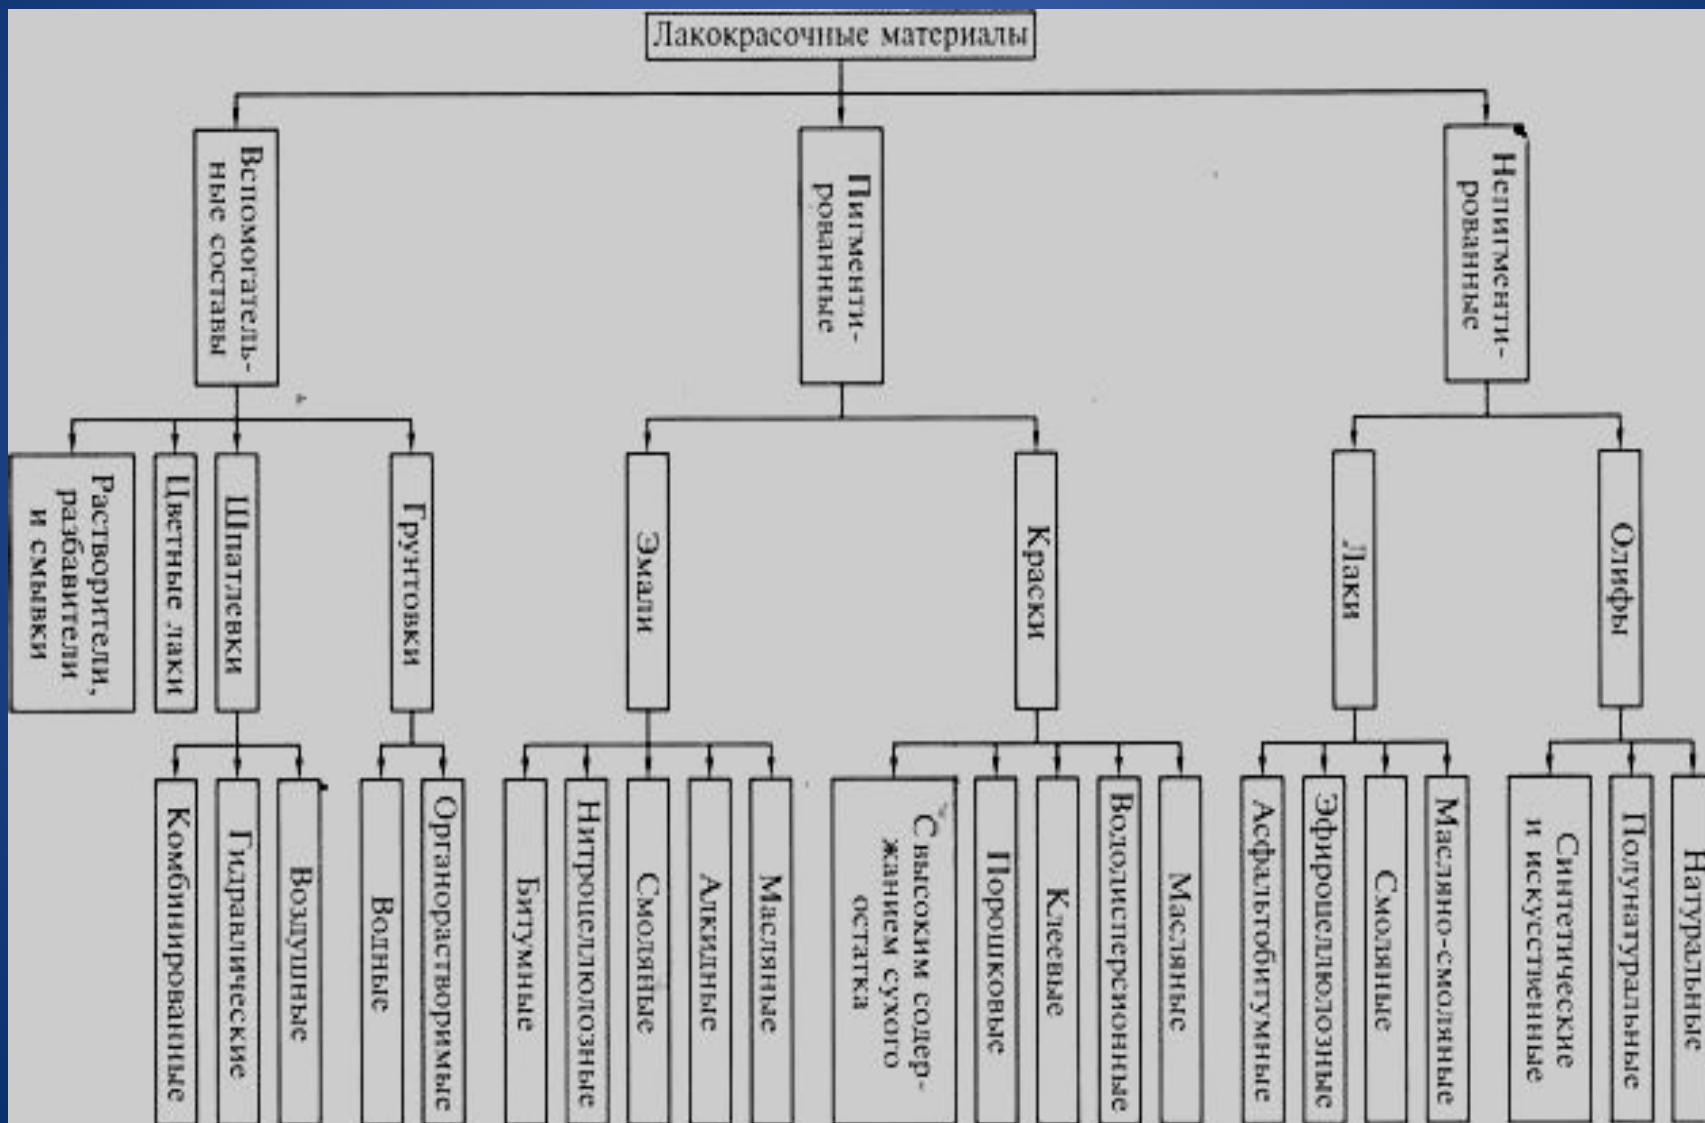 Лакокрасочные материалы
Вспомогатель-
ные составы
Пигменти-
рованные
Непигменти-
рованные
Растворители,
разбавители
и смывки
Цветные лаки
Шпатлевки
Грунтовки
Эмали
Краски
Лаки
Олифы
Комбинированные
Гидравлические
Воздушные
Водные
Органорастворимые
Битумные
Нитроцеллюлозные
Смоляные
Алкидные
Масляные
С высоким содер-
жанием сухого
остатка
Порошковые
Клеевые
Вододисперсионные
Масляные
Асфальтобитумные
Эфироцеллюлозные
Смоляные
Масляно-смоляные
Синтетические
и искусственные
Полунатуральные
Натуральные